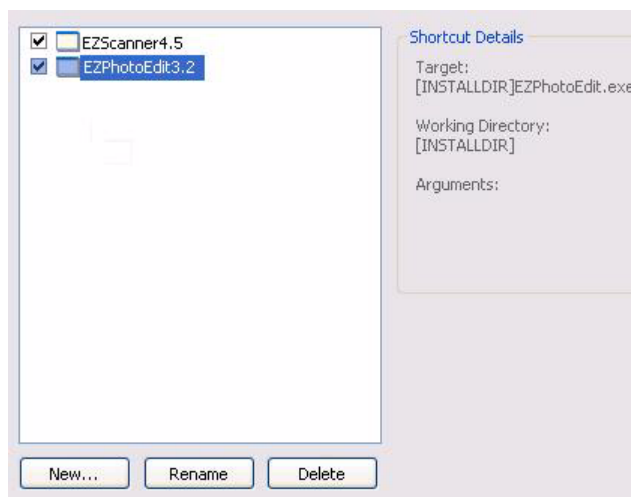 EZScanner4.5
EZPhotoEdit3.2
Shortcut Details
Target:
[INSTALLDIR]EZPhotoEdit.exe
Working Directory:
[INSTALLDIR]
Arguments:
New...
Rename
Delete